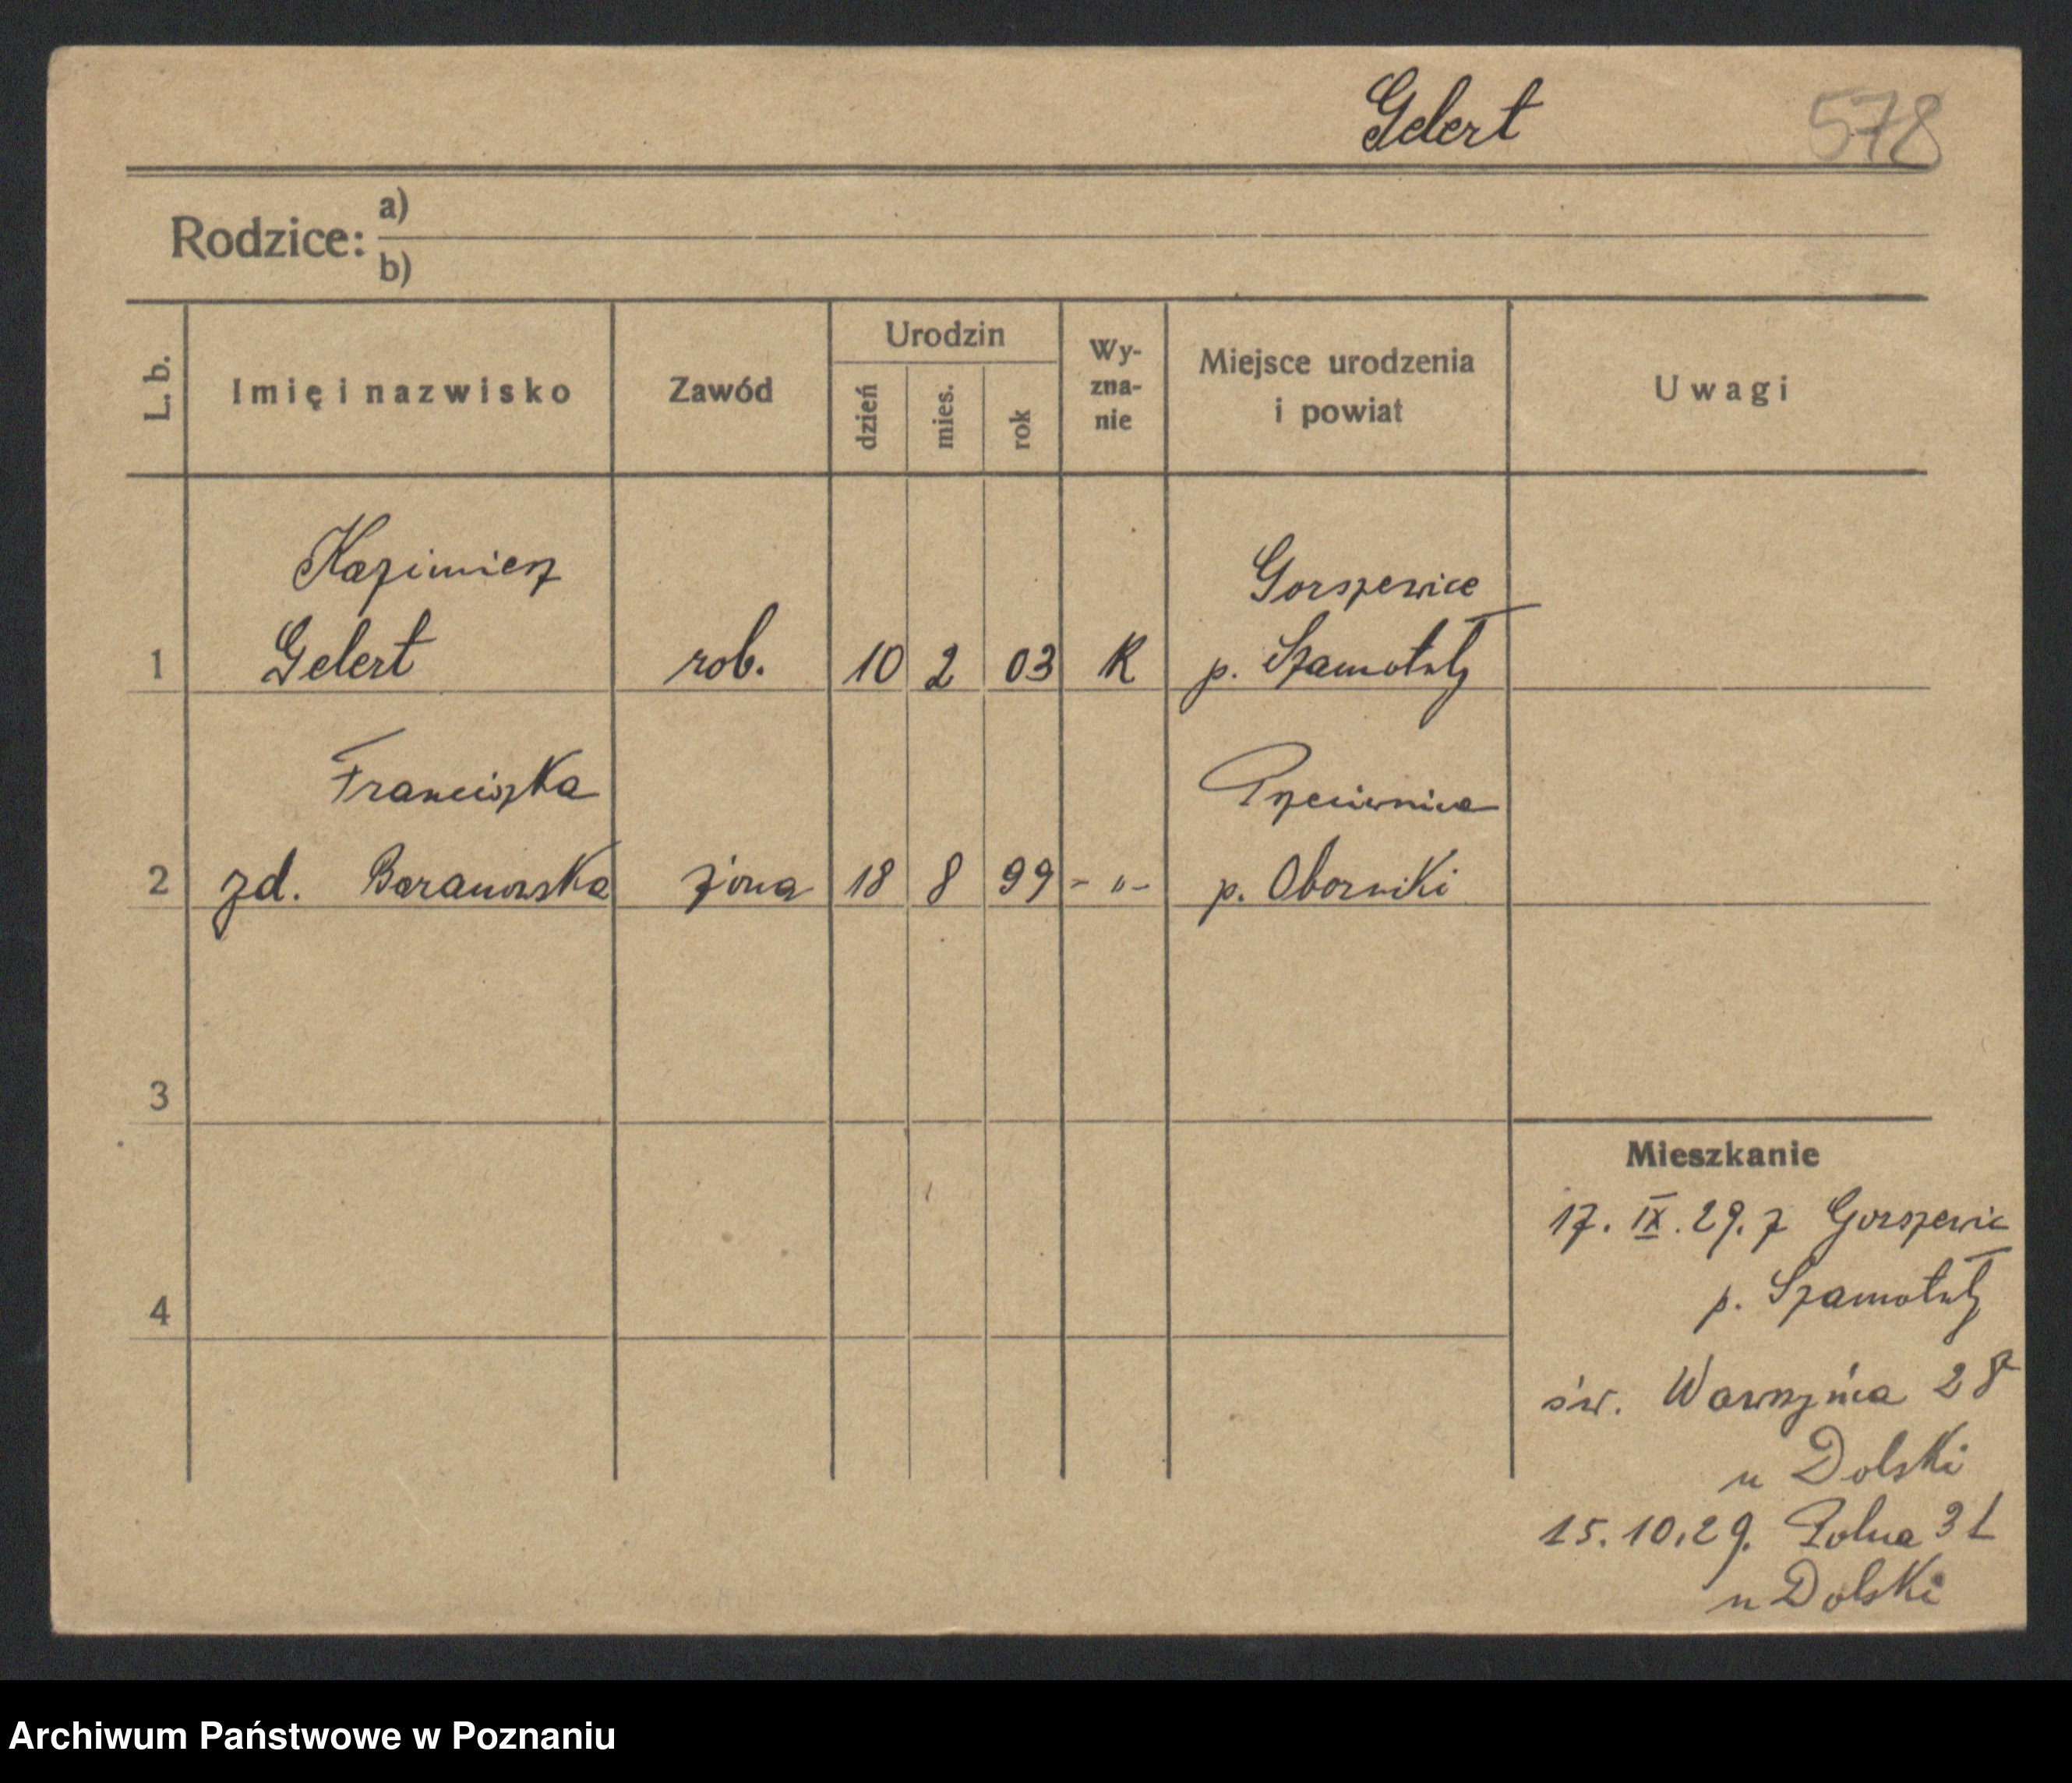 Gelert 578
Rodzice: a)
b)
L. b. Imię i nazwisko Zawód Urodzin dzień mies. rok Wy-zna-nie Miejsce urodzenia i powiat Uwagi
Kazimierz Gorszewice
1 Gelert rob. 10 2 03 K p. Szamotuły
Franciszka
2 zd. Baranowska żona 18 8 99 - " - p. Oborniki
3
Mieszkanie
17. IX. 29. z Gorszewic
4 p. Szamotuły
św. Wawrzyńca 28
u Dolski
15.10.29. Polna 31
u Dolski
Archiwum Państwowe w Poznaniu